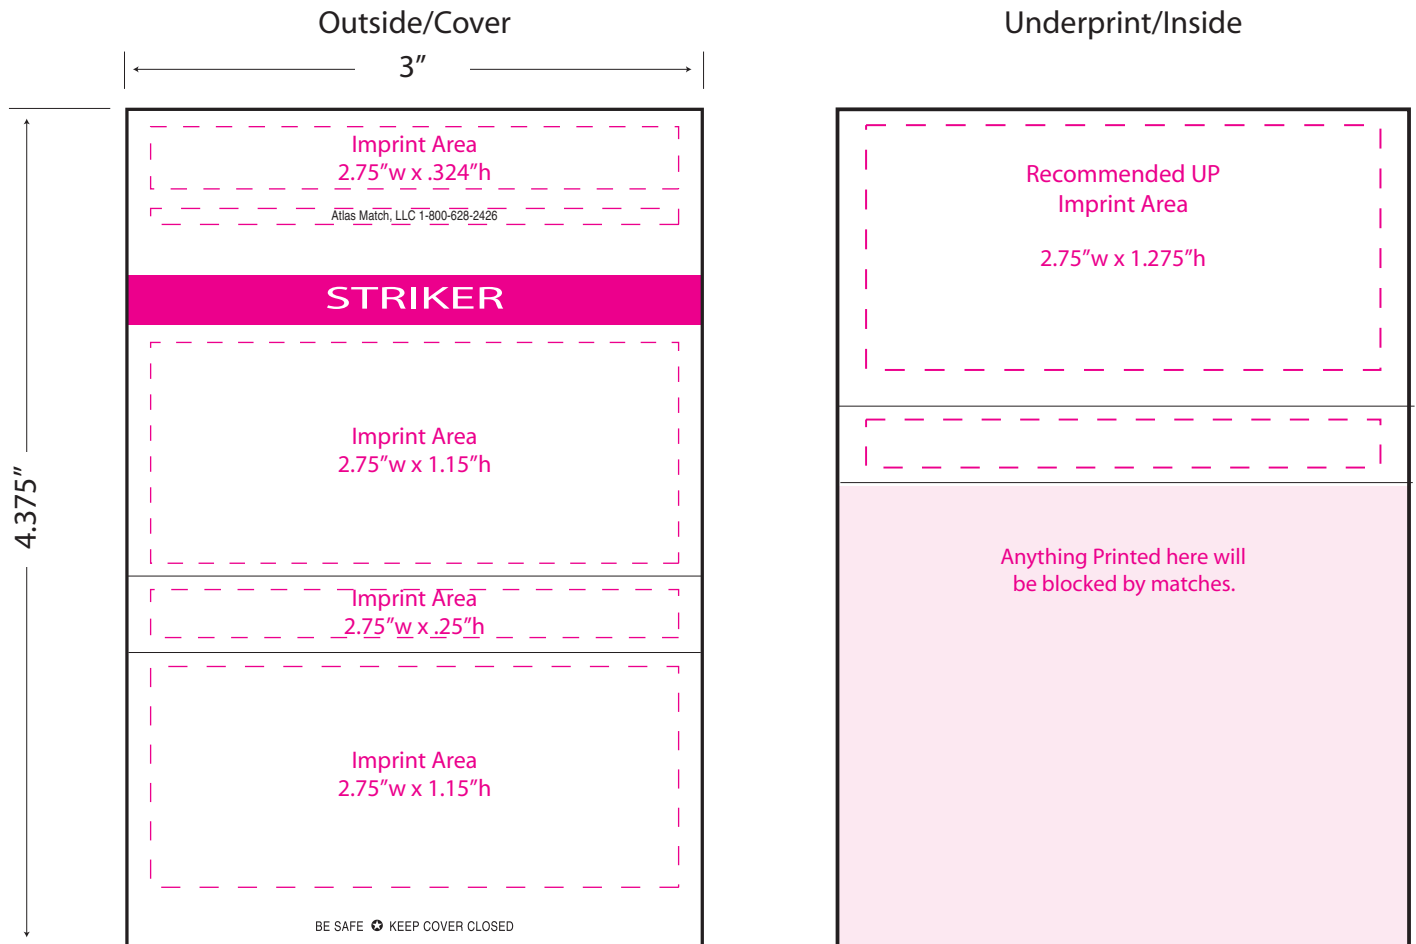 Outside/Cover
3”
4.375”
Imprint Area
2.75”w x .324”h
Atlas Match, LLC 1-800-628-2426
STRIKER
Imprint Area
2.75”w x 1.15”h
Imprint Area
2.75”w x .25”h
Imprint Area
2.75”w x 1.15”h
BE SAFE ✪ KEEP COVER CLOSED
Underprint/Inside
Recommended UP
Imprint Area
2.75”w x 1.275”h
Anything Printed here will
be blocked by matches.